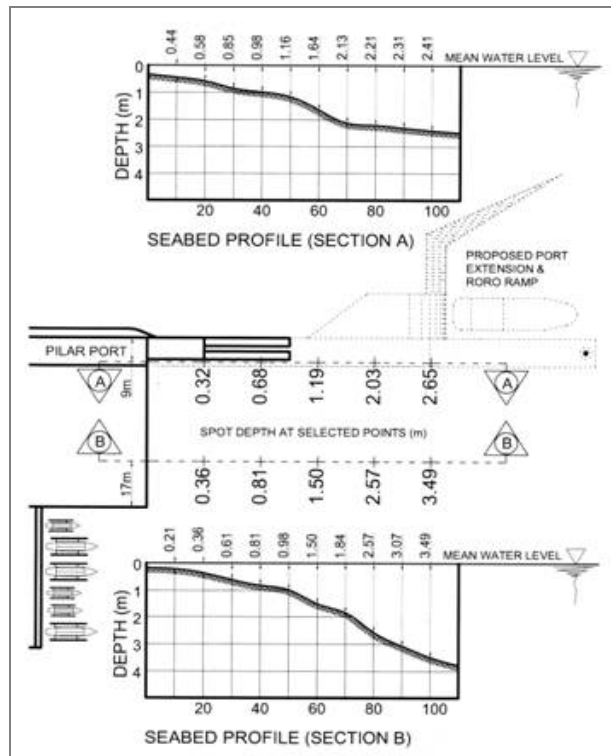 0.44 0.58 0.85 0.98 1.16 1.64 2.13 2.21 2.31 2.41
MEAN WATER LEVEL
0
1
2
3
4
DEPTH (m)
20 40 60 80 100
SEABED PROFILE (SECTION A)
PROPOSED PORT
EXTENSION &
RORO RAMP
PILAR PORT
A
9m
0.32 0.68 1.19 2.03 2.65
A
B
SPOT DEPTH AT SELECTED POINTS (m)
B
17m
0.36 0.81 1.50 2.57 3.49
0.21 0.36 0.61 0.81 0.98 1.50 1.84 2.57 3.07 3.49
MEAN WATER LEVEL
0
1
2
3
4
DEPTH (m)
20 40 60 80 100
SEABED PROFILE (SECTION B)